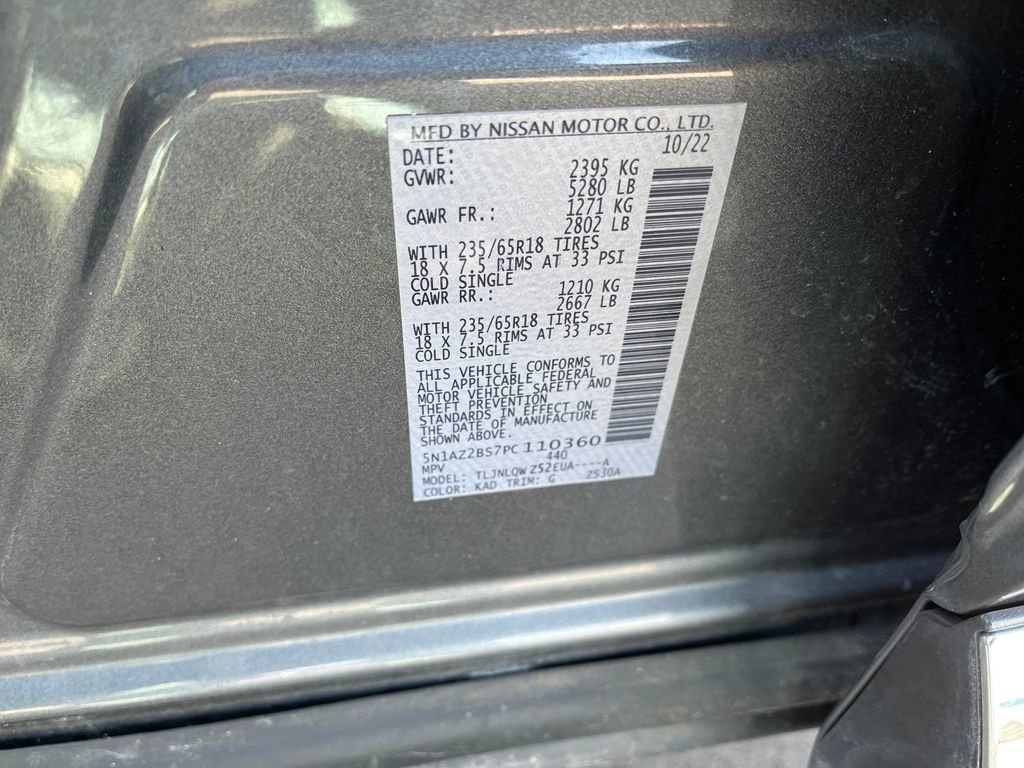 MFD BY NISSAN MOTOR CO., LTD.
DATE: 10/22
GVWR: 2395 KG
5280 LB
GAWR FR.: 1271 KG
2802 LB
WITH 235/65R18 TIRES
18 X 7.5 RIMS AT 33 PSI
COLD SINGLE
GAWR RR.: 1210 KG
2667 LB
WITH 235/65R18 TIRES
18 X 7.5 RIMS AT 33 PSI
COLD SINGLE
THIS VEHICLE CONFORMS TO
ALL APPLICABLE FEDERAL
MOTOR VEHICLE SAFETY AND
THEFT PREVENTION
STANDARDS IN EFFECT ON
THE DATE OF MANUFACTURE
SHOWN ABOVE.
5N1AZ2BS7PC110360
MPV 440
MODEL: TLJNLQWZS2EUA----A
COLOR: KAD TRIM: G ZS30A